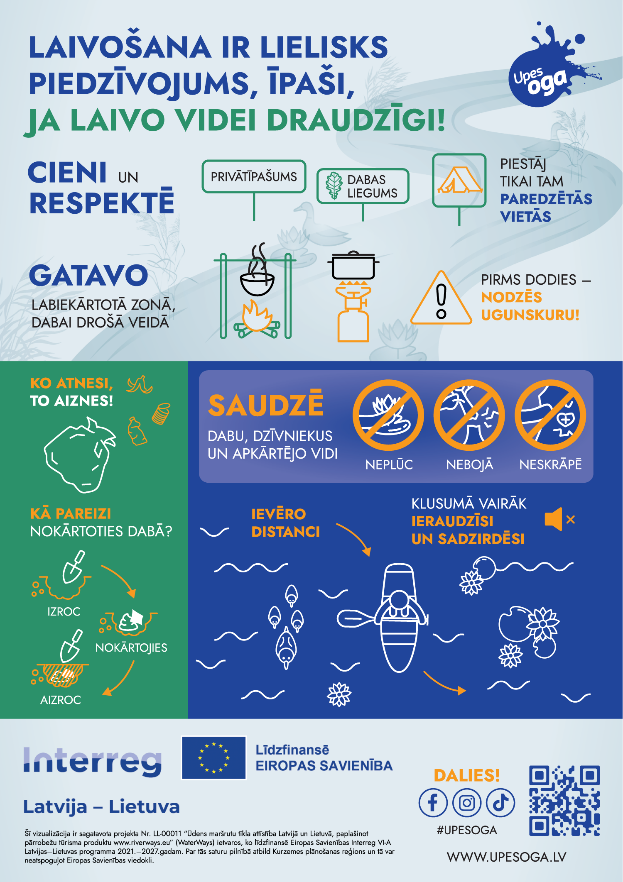 LAIVOŠANA IR LIELISKS
PIEDZĪVOJUMS, ĪPAŠI,
JA LAIVO VIDEI DRAUDZĪGI!
Upes
oga
CIENI UN
RESPEKTĒ
PRIVĀTĪPAŠUMS
DABAS
LIEGUMS
PIESTĀJ
TIKAI TAM
PAREDZĒTĀS
VIETĀS
GATAVO
LABIEKĀRTOTĀ ZONĀ,
DABAI DROŠĀ VEIDĀ
PIRMS DODIES –
NODZĒS
UGUNSKURU!
KO ATNESI,
TO AIZNES!
SAUDZĒ
DABU, DZĪVNIEKUS
UN APKĀRTĒJO VIDI
NEPLŪC
NEBOJĀ
NESKRĀPĒ
KĀ PAREIZI
NOKĀRTOTIES DABĀ?
IZROC
NOKĀRTOJIES
AIZROC
IEVĒRO
DISTANCI
KLUSUMĀ VAIRĀK
IERAUDZĪSI
UN SADZIRDĒSI
Interreg
Līdzfinansē
EIROPAS SAVIENĪBA
Latvija – Lietuva
DALIES!
#UPESOGA
WWW.UPESOGA.LV
Šī vizualizācija ir sagatavota projekta Nr. LL-00011 "Ūdens maršrutu tīkla attīstība Latvijā un Lietuvā, paplašinot
pārrobežu tūrisma produktu www.riverways.eu" (WaterWays) ietvaros, ko līdzfinansē Eiropas Savienības Interreg VI-A
Latvijas–Lietuvas programma 2021.–2027.gadam. Par tās saturu pilnībā atbild Kurzemes plānošanas reģions un tā var
neatspoguļot Eiropas Savienības viedokli.